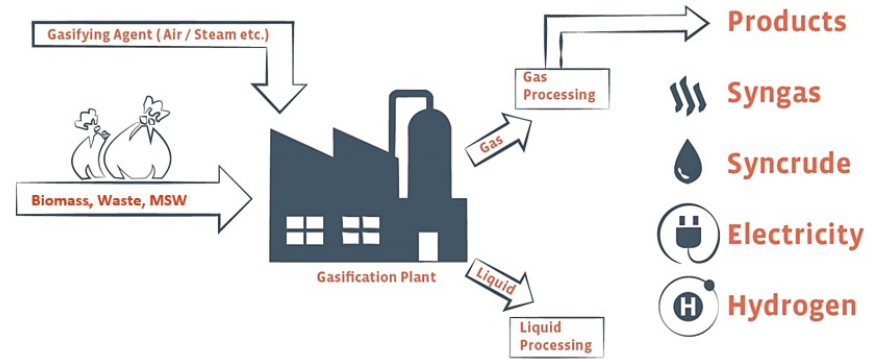 Gasifying Agent ( Air / Steam etc.)
Biomass, Waste, MSW
Gasification Plant
Gas
Gas
Processing
Liquid
Liquid
Processing
Products
Syngas
Syncrude
Electricity
H
Hydrogen